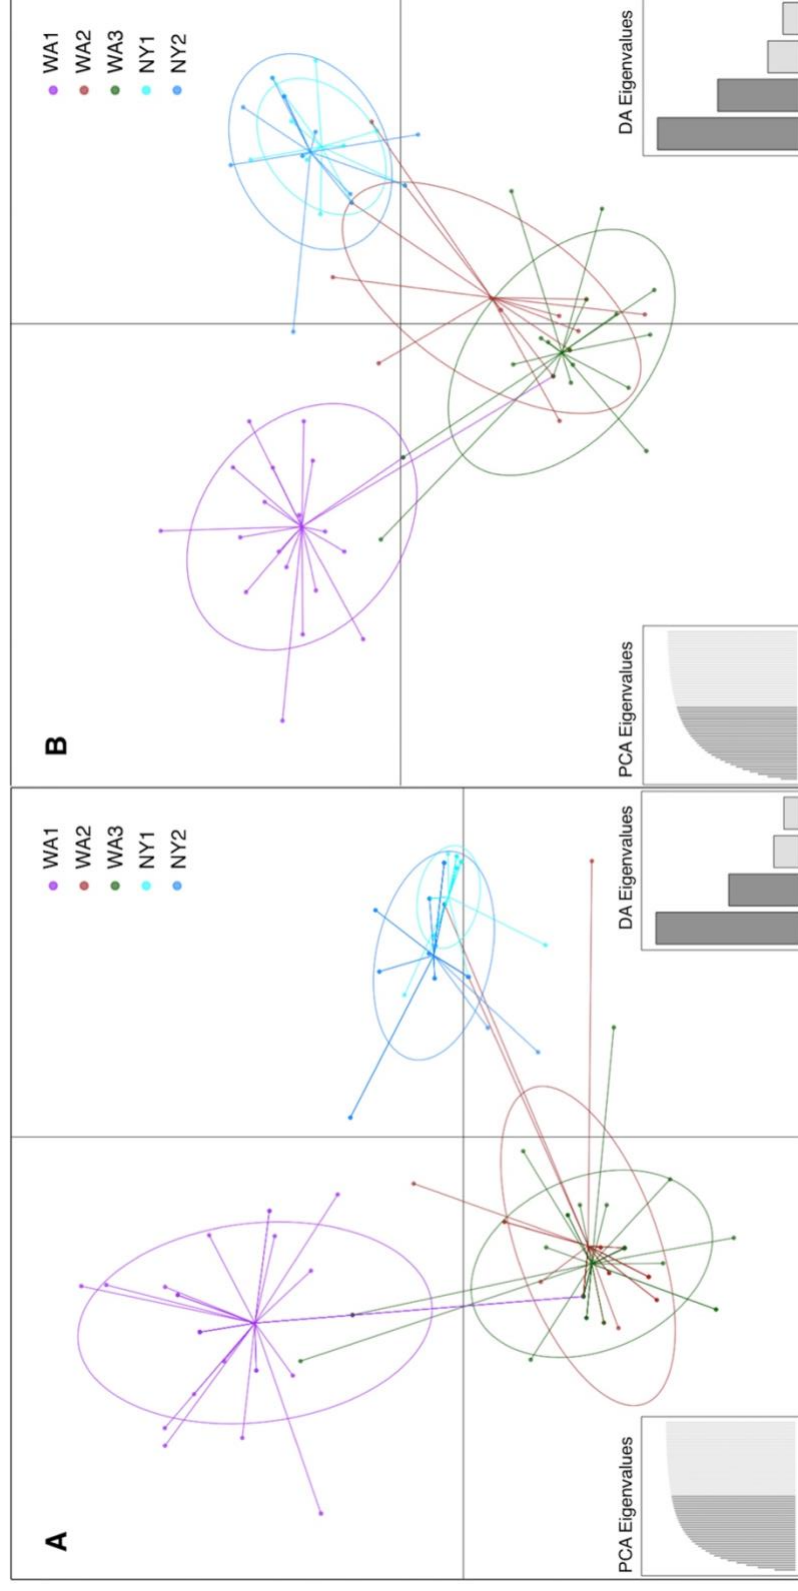 A
WA1
WA2
WA3
NY1
NY2
PCA Eigenvalues
DA Eigenvalues
B
WA1
WA2
WA3
NY1
NY2
PCA Eigenvalues
DA Eigenvalues